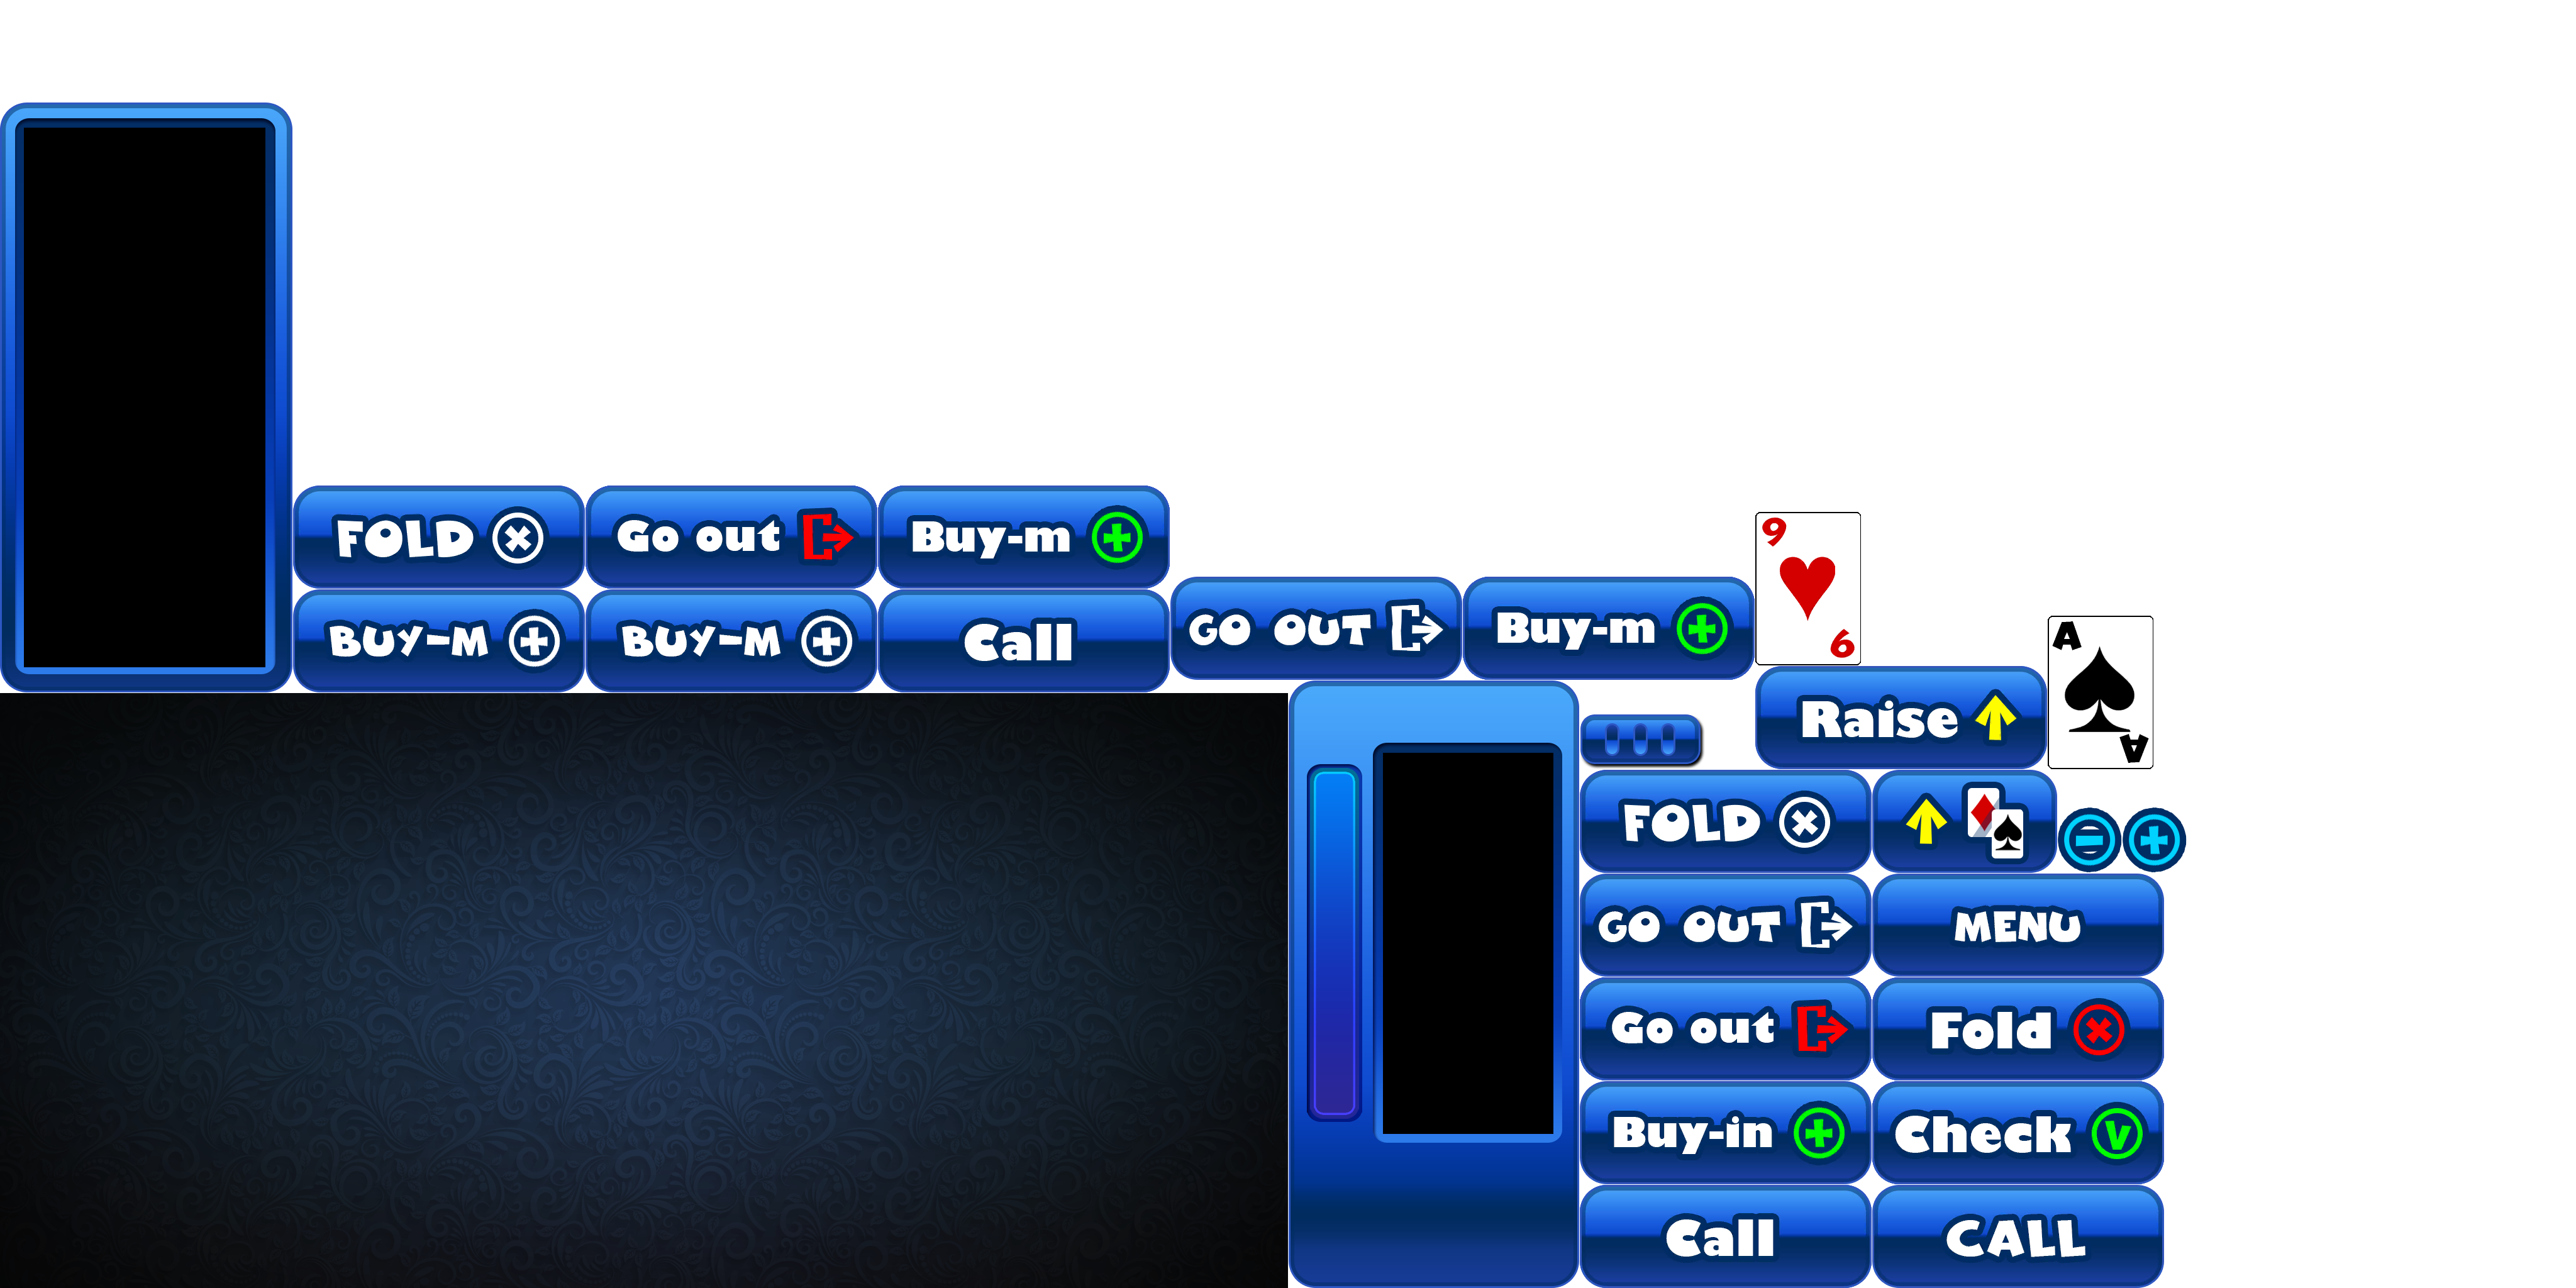 FOLD
Go out
Buy-m
BUY-M
BUY-M
Call
GO OUT
Buy-m
9
9
Raise
A
A
FOLD
GO OUT
MENU
Go out
Fold
Buy-in
Check V
Call
CALL